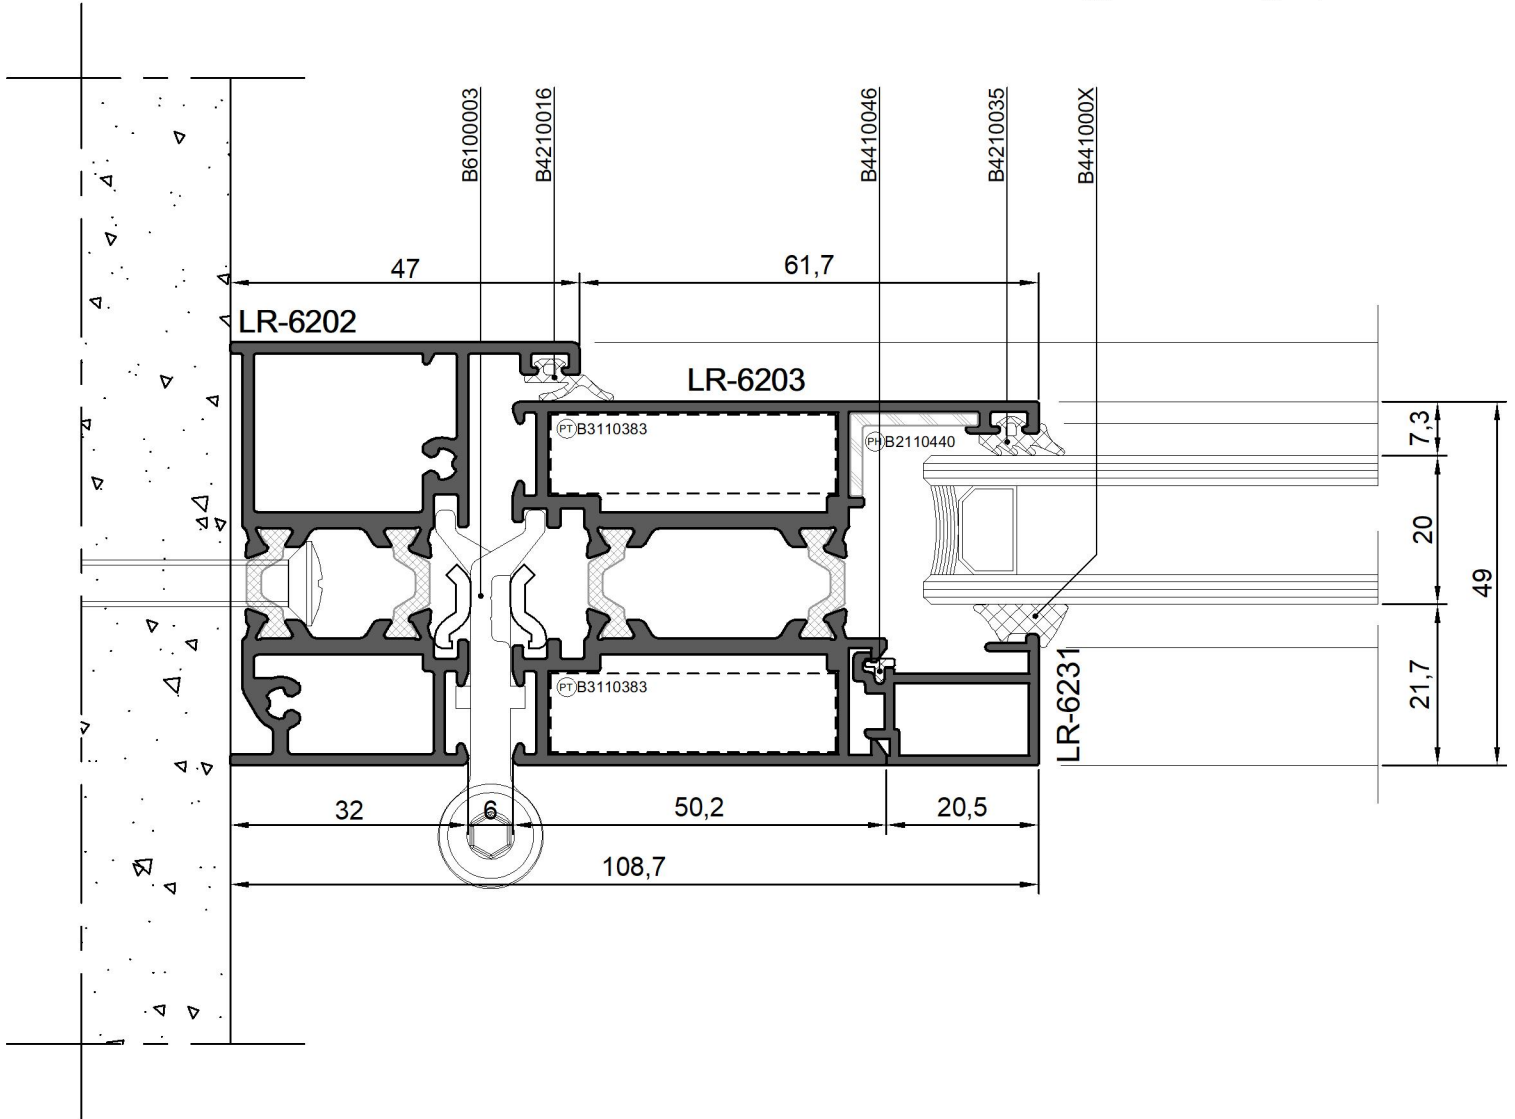 B6100003
B4210016
B4410046
B4210035
B441000X
47
61,7
LR-6202
LR-6203
PT B3110383
PH B2110440
7,3
20
49
PT B3110383
LR-6231
21,7
32
6
50,2
20,5
108,7